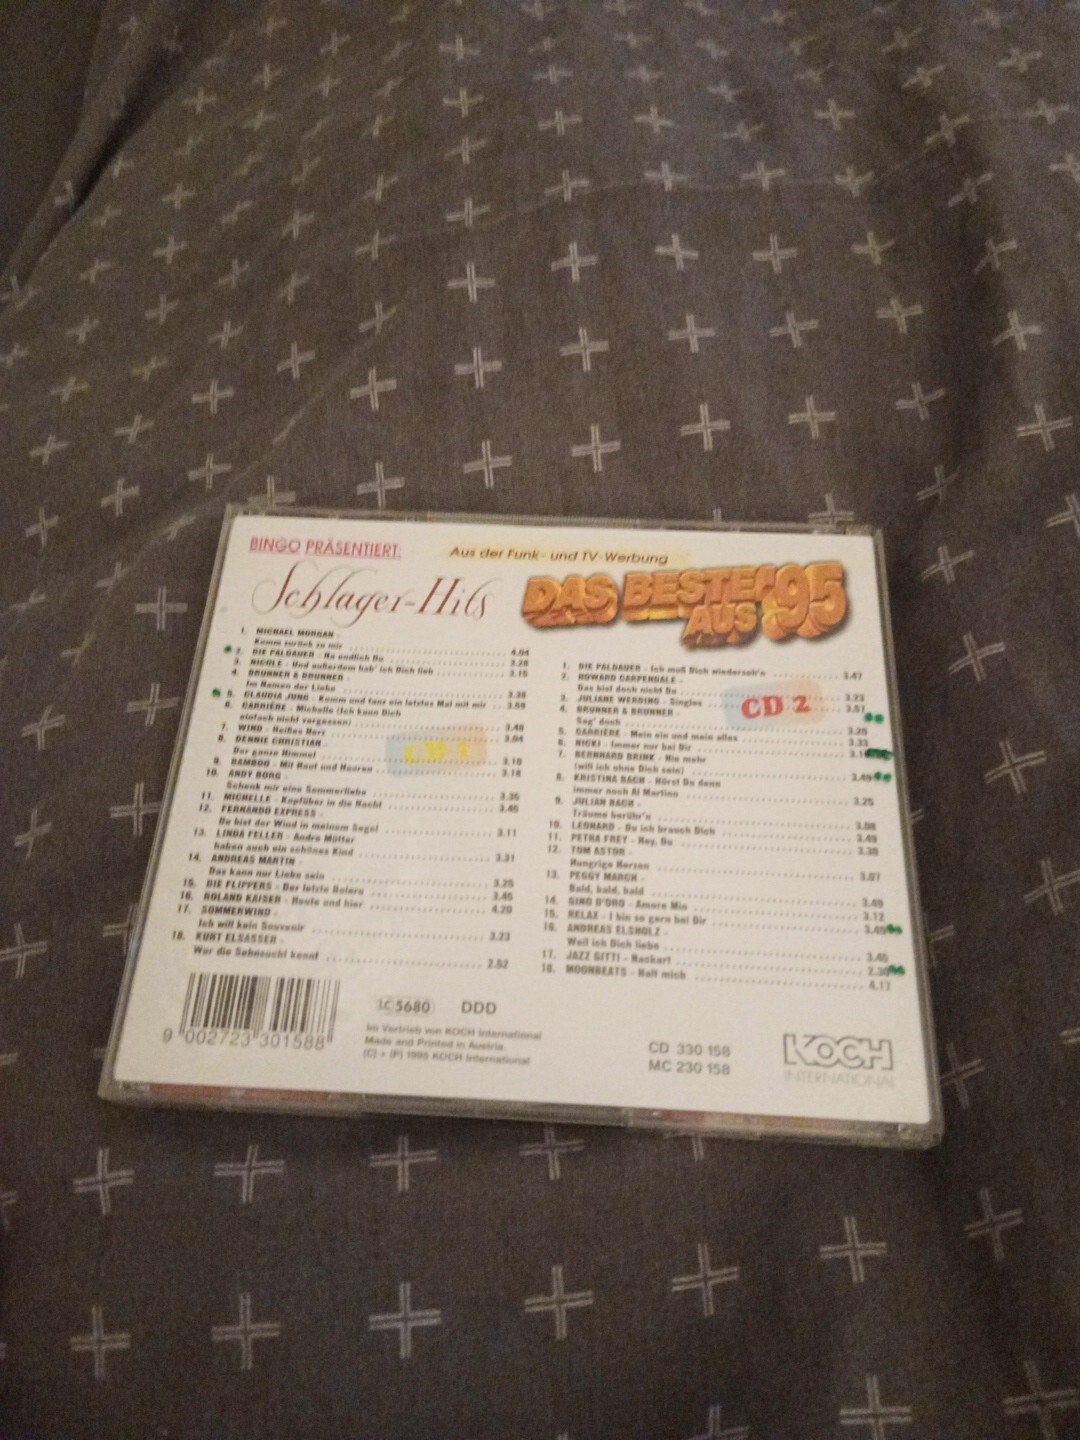 BINGO PRÄSENTIERT:
Aus der Funk- und TV-Werbung
Schlager-Hits
DAS BESTE AUS '95
CD 1
1. MICHAEL MORGAN -
Komm zurück zu mir 4.04
2. DIE PALDAUER - Na endlich Du 3.28
3. NICOLE - Und außerdem hab' ich Dich lieb 3.15
4. BRUNNER & BRUNNER -
Im Namen der Liebe 3.38
5. CLAUDIA JUNG - Komm und tanz ein letztes Mal mit mir 3.59
6. CARRIÈRE - Michelle (Ich kann Dich
einfach nicht vergessen) 3.48
7. WIND - Heißes Herz 3.04
8. DENNIE CHRISTIAN -
Der ganze Himmel 3.10
9. BAMBOO - Mit Haut und Haaren 3.18
10. ANDY BORG -
Schenk mir eine Sommerliebe 3.35
11. MICHELLE - Kopfüber in die Nacht 3.45
12. FERNANDO EXPRESS -
Du bist der Wind in meinem Segel 3.11
13. LINDA FELLER - Andre Mütter
haben auch ein schönes Kind 3.31
14. ANDREAS MARTIN -
Das kann nur Liebe sein 3.25
15. DIE FLIPPERS - Der letzte Bolero 3.45
16. ROLAND KAISER - Heute und hier 4.20
17. SOMMERWIND -
Ich will kein Souvenir 3.23
18. KURT ELSASSER -
Wer die Sehnsucht kennt 2.52
CD 2
1. DIE PALDAUER - Ich muß Dich wiederseh'n 3.47
2. HOWARD CARPENDALE -
Das bist doch nicht Du 3.23
3. JULIANE WERDING - Singles 3.57
4. BRUNNER & BRUNNER -
Sag' doch 3.20
5. CARRIÈRE - Mein ein und mein alles 3.33
6. NICKI - Immer nur bei Dir
7. BERNHARD BRINK - Nie mehr
(will ich ohne Dich sein) 3.49
8. KRISTINA BACH - Hörst Du denn
immer noch Al Martino 3.25
9. JULIAN BACH -
Träume berühr'n 3.08
10. LEONARD - Du ich brauch Dich 3.49
11. PETRA FREY - Hey, Du 3.36
12. TOM ASTOR -
Hungrige Herzen 3.07
13. PEGGY MARCH -
Bald, bald, bald 3.49
14. GINO D'ORO - Amore Mio 3.12
15. RELAX - I bin so gern bei Dir 3.45
16. ANDREAS ELSHOLZ -
Weil ich Dich liebe 3.45
17. JAZZ GITTI - Nackert 2.36
18. MOONBEATS - Halt mich 4.17
9 002723 301588
LC 5680
DDD
Im Vertrieb von KOCH International
Made and Printed in Austria.
(C) + (P) 1995 KOCH International
CD 330 158
MC 230 158
KOCH
INTERNATIONAL